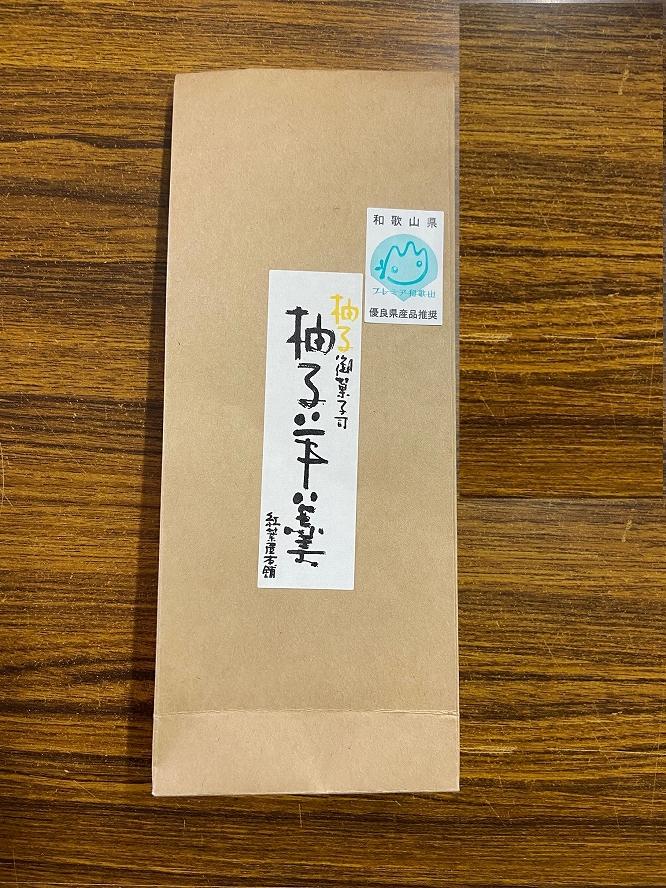 和歌山県
プレミア和歌山
優良県産品推奨
柚子
御菓子司
柚子羊羹
紅葉屋本舗